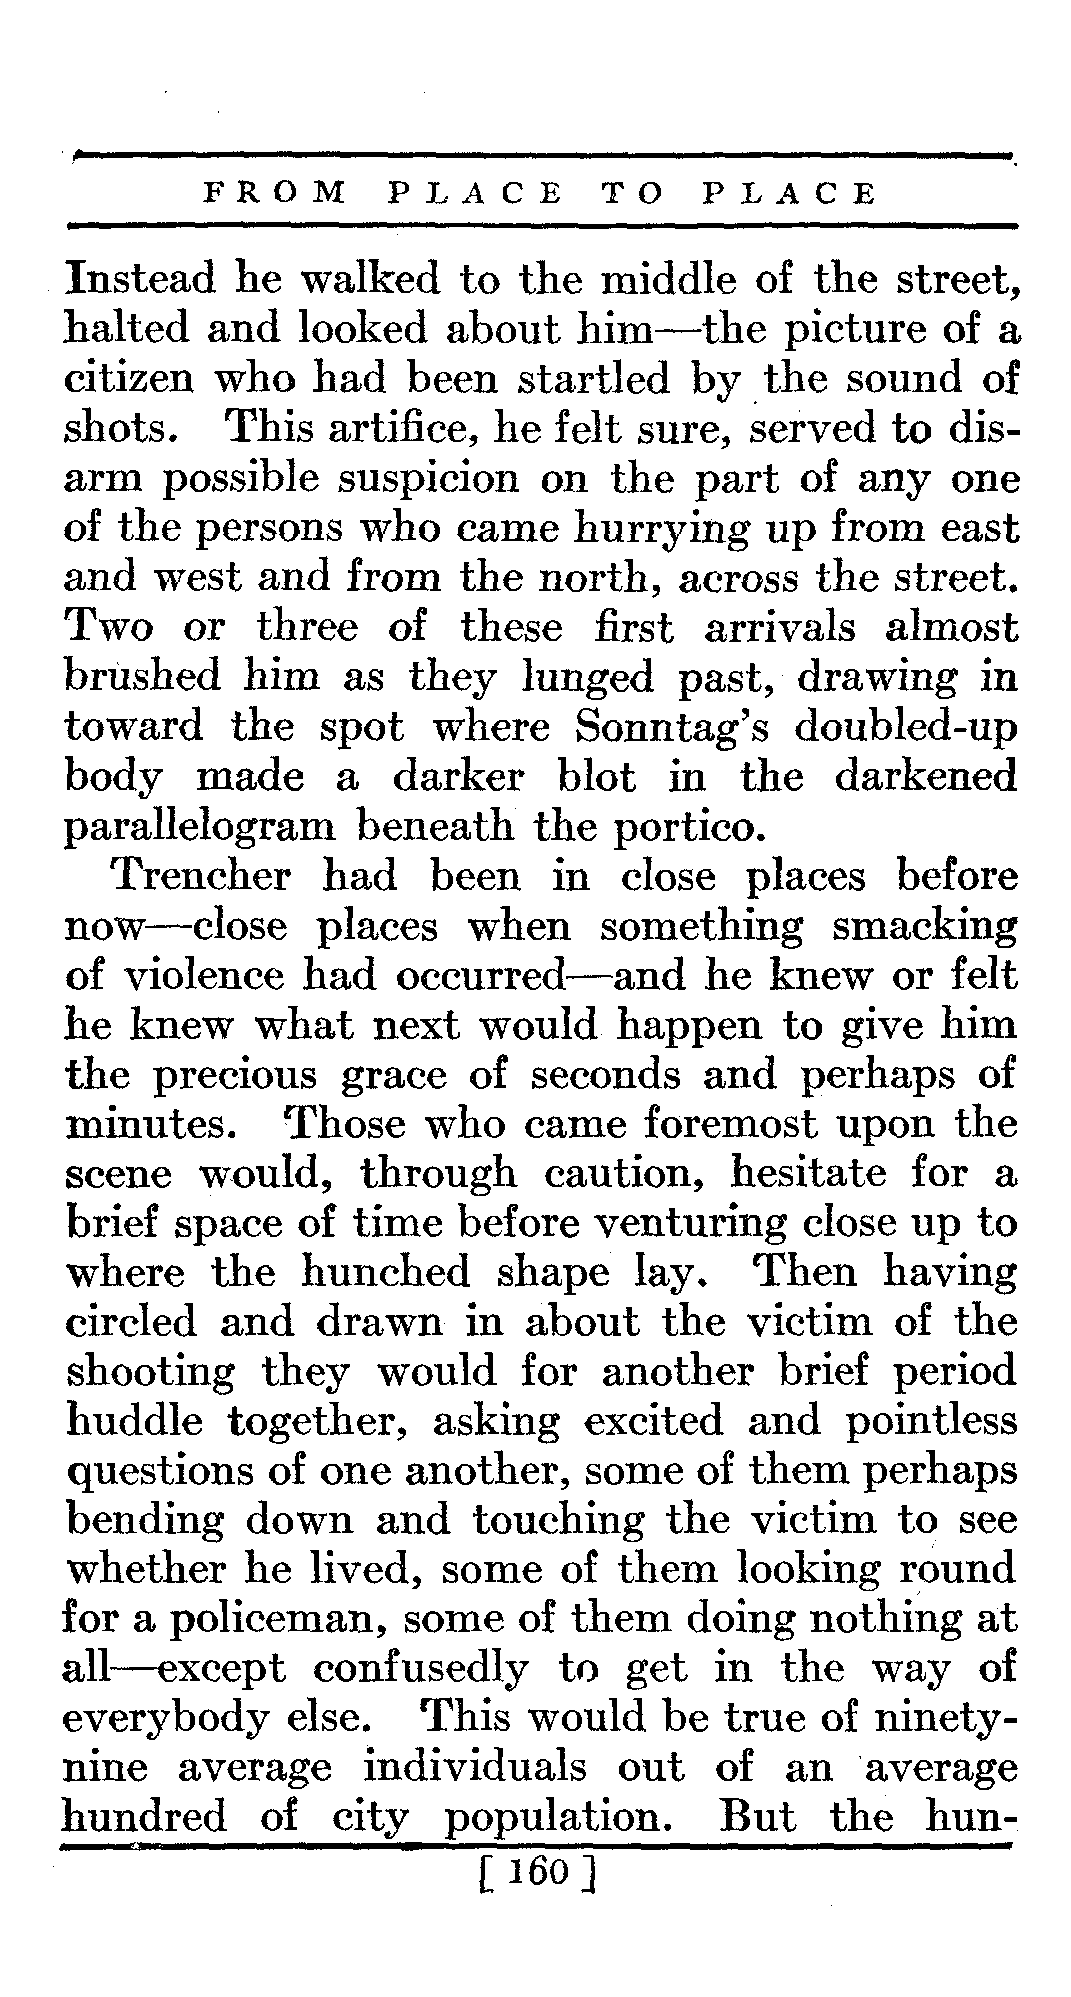 FROM PLACE TO PLACE
Instead he walked to the middle of the street,
halted and looked about him—the picture of a
citizen who had been startled by the sound of
shots. This artifice, he felt sure, served to dis-
arm possible suspicion on the part of any one
of the persons who came hurrying up from east
and west and from the north, across the street.
Two or three of these first arrivals almost
brushed him as they lunged past, drawing in
toward the spot where Sonntag's doubled-up
body made a darker blot in the darkened
parallelogram beneath the portico.
Trencher had been in close places before
now—close places when something smacking
of violence had occurred—and he knew or felt
he knew what next would happen to give him
the precious grace of seconds and perhaps of
minutes. Those who came foremost upon the
scene would, through caution, hesitate for a
brief space of time before venturing close up to
where the hunched shape lay. Then having
circled and drawn in about the victim of the
shooting they would for another brief period
huddle together, asking excited and pointless
questions of one another, some of them perhaps
bending down and touching the victim to see
whether he lived, some of them looking round
for a policeman, some of them doing nothing at
all—except confusedly to get in the way of
everybody else. This would be true of ninety-
nine average individuals out of an average
hundred of city population. But the hun-
[ 160 ]